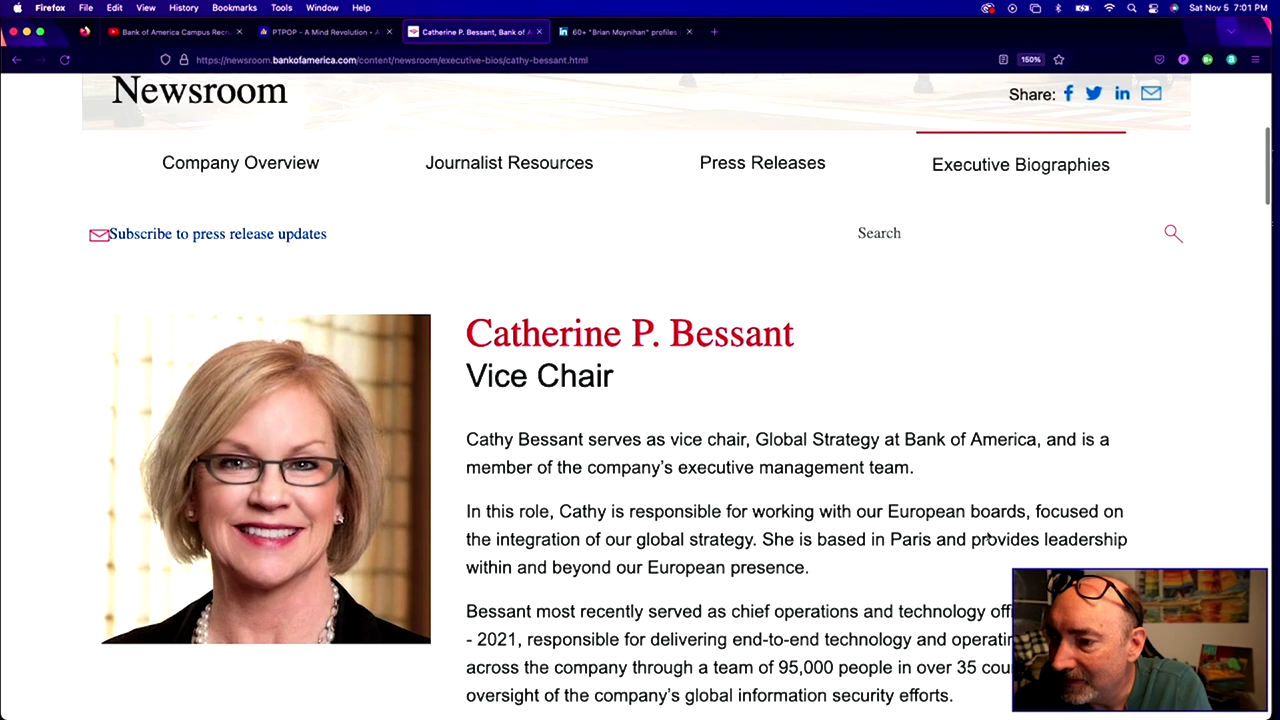 Firefox File Edit View History Bookmarks Tools Window Help Sat Nov 5 7:01 PM
Bank of America Campus Recru PTPOP - A Mind Revolution - A Catherine P. Bessant, Bank of A 60+ "Brian Moynihan" profiles
https://newsroom.bankofamerica.com/content/newsroom/executive-bios/cathy-bessant.html 150%
Newsroom
Share:
Company Overview Journalist Resources Press Releases Executive Biographies
Subscribe to press release updates Search
Catherine P. Bessant
Vice Chair
Cathy Bessant serves as vice chair, Global Strategy at Bank of America, and is a
member of the company's executive management team.
In this role, Cathy is responsible for working with our European boards, focused on
the integration of our global strategy. She is based in Paris and provides leadership
within and beyond our European presence.
Bessant most recently served as chief operations and technology offi
- 2021, responsible for delivering end-to-end technology and operatin
across the company through a team of 95,000 people in over 35 cou
oversight of the company's global information security efforts.